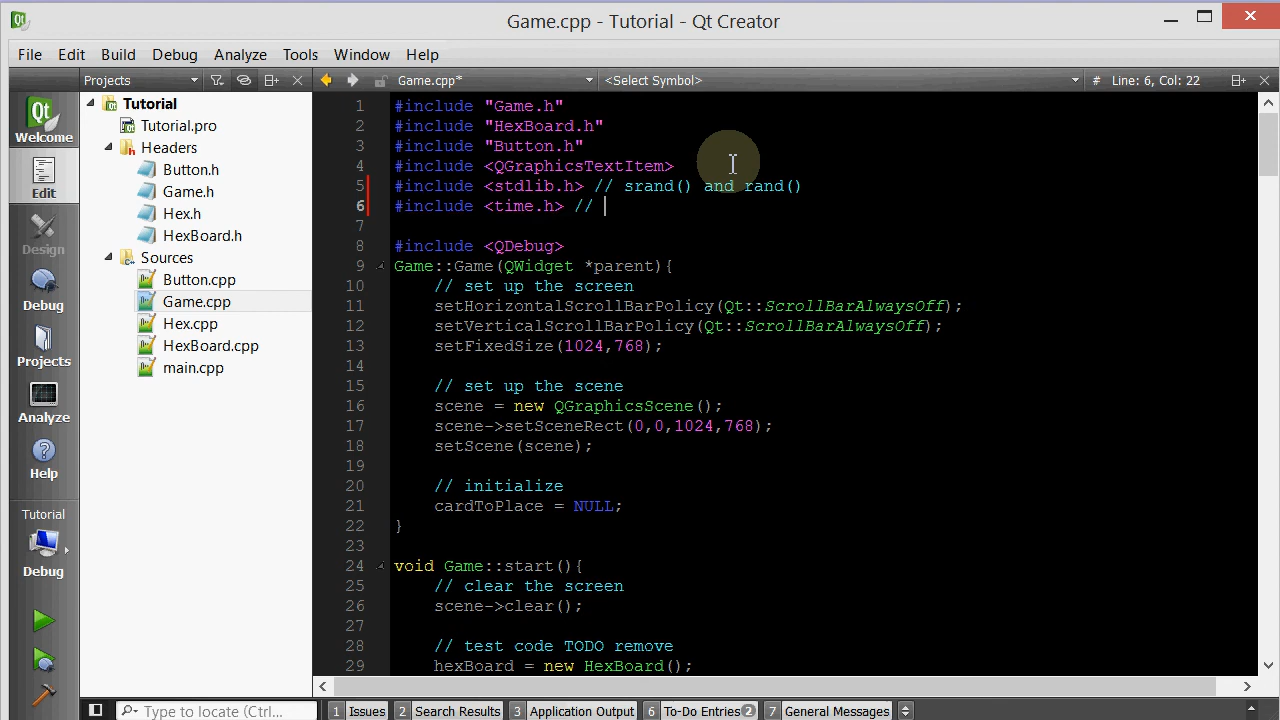 Qt
Game.cpp - Tutorial - Qt Creator
File Edit Build Debug Analyze Tools Window Help
Projects
Game.cpp*
<Select Symbol>
# Line: 6, Col: 22
Qt
Welcome
Edit
Design
Debug
Projects
Analyze
Help
Tutorial
Debug
Tutorial
Tutorial.pro
Headers
Button.h
Game.h
Hex.h
HexBoard.h
Sources
Button.cpp
Game.cpp
Hex.cpp
HexBoard.cpp
main.cpp
1 #include "Game.h"
2 #include "HexBoard.h"
3 #include "Button.h"
4 #include <QGraphicsTextItem>
5 #include <stdlib.h> // srand() and rand()
6 #include <time.h> //
7
8 #include <QDebug>
9 Game::Game(QWidget *parent){
10 // set up the screen
11 setHorizontalScrollBarPolicy(Qt::ScrollBarAlwaysOff);
12 setVerticalScrollBarPolicy(Qt::ScrollBarAlwaysOff);
13 setFixedSize(1024,768);
14
15 // set up the scene
16 scene = new QGraphicsScene();
17 scene->setSceneRect(0,0,1024,768);
18 setScene(scene);
19
20 // initialize
21 cardToPlace = NULL;
22 }
23
24 void Game::start(){
25 // clear the screen
26 scene->clear();
27
28 // test code TODO remove
29 hexBoard = new HexBoard();
Type to locate (Ctrl...
1 Issues 2 Search Results 3 Application Output 6 To-Do Entries 2 7 General Messages